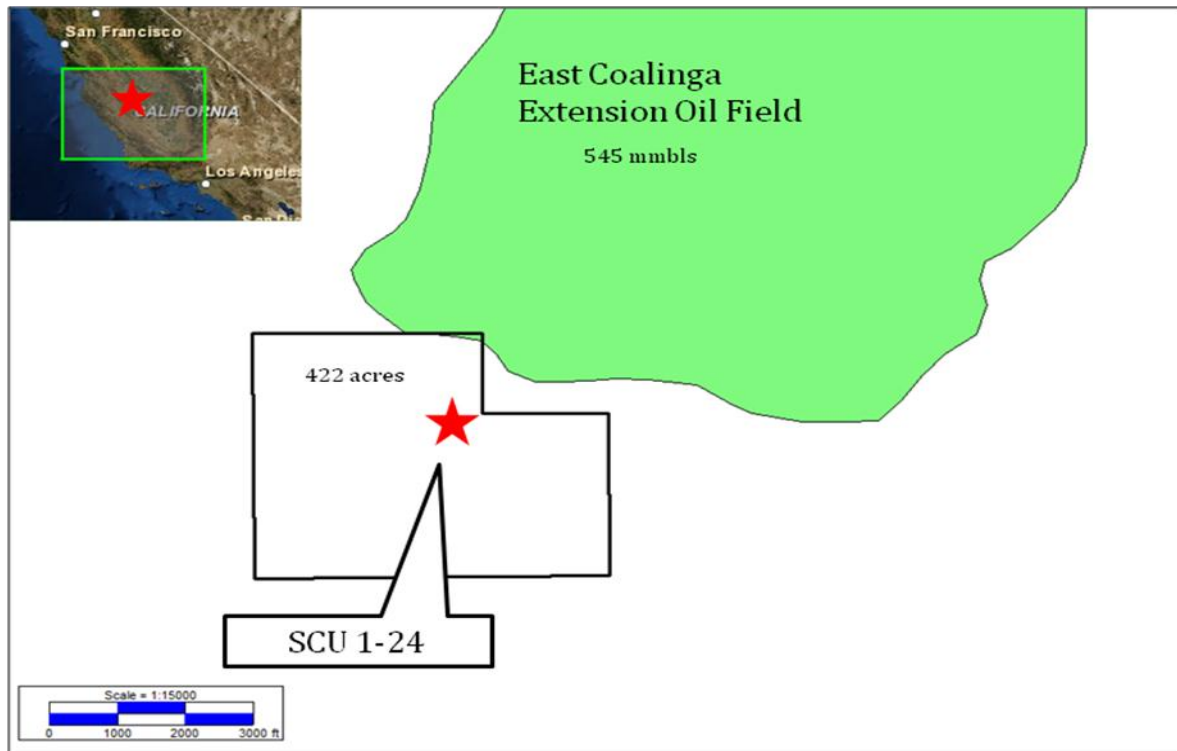 San Francisco
CALIFORNIA
Los Angeles
East Coalinga
Extension Oil Field
545 mmbls
422 acres
SCU 1-24
Scale = 1:15000
0 1000 2000 3000 ft